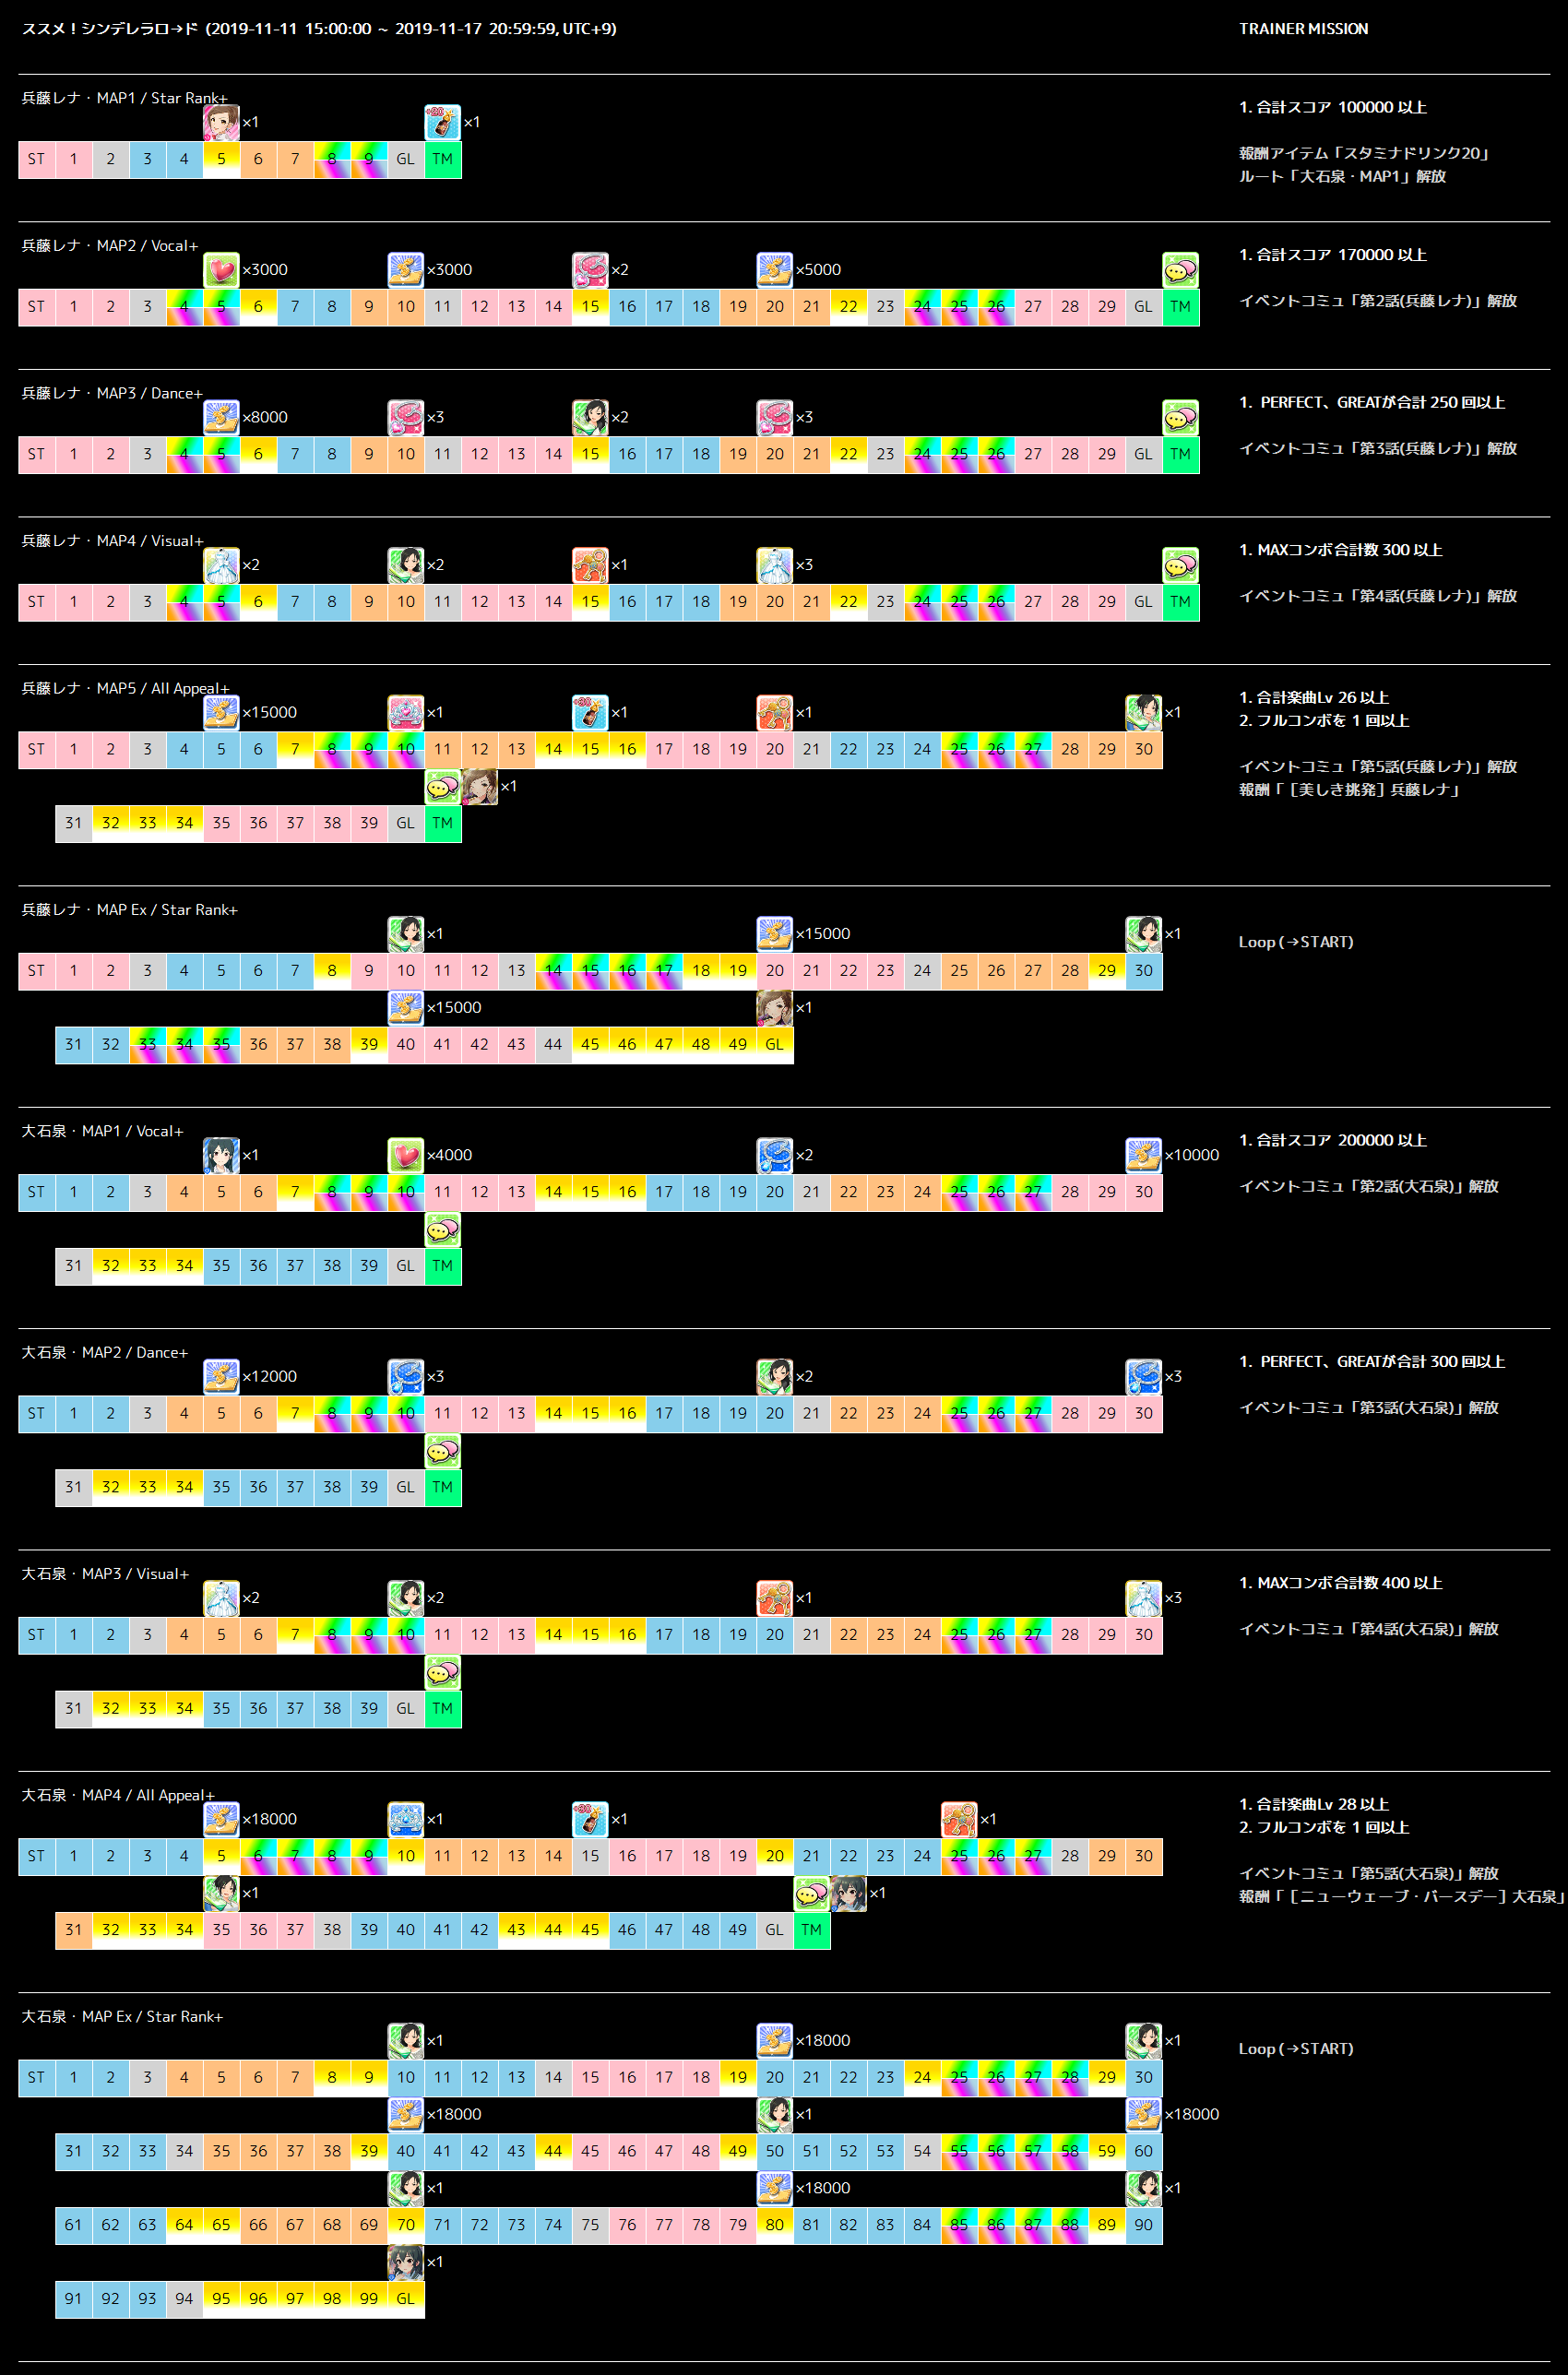 ススメ！シンデレラロード (2019-11-11 15:00:00 ~ 2019-11-17 20:59:59, UTC+9)
TRAINER MISSION
兵藤レナ・MAP1 / Star Rank+
×1 ×1
ST 1 2 3 4 5 6 7 8 9 GL TM
1. 合計スコア 100000 以上
報酬アイテム「スタミナドリンク20」
ルート「大石泉・MAP1」解放
兵藤レナ・MAP2 / Vocal+
×3000 ×3000 ×2 ×5000
ST 1 2 3 4 5 6 7 8 9 10 11 12 13 14 15 16 17 18 19 20 21 22 23 24 25 26 27 28 29 GL TM
1. 合計スコア 170000 以上
イベントコミュ「第2話(兵藤レナ)」解放
兵藤レナ・MAP3 / Dance+
×8000 ×3 ×2 ×3
ST 1 2 3 4 5 6 7 8 9 10 11 12 13 14 15 16 17 18 19 20 21 22 23 24 25 26 27 28 29 GL TM
1. PERFECT、GREATが合計 250 回以上
イベントコミュ「第3話(兵藤レナ)」解放
兵藤レナ・MAP4 / Visual+
×2 ×2 ×1 ×3
ST 1 2 3 4 5 6 7 8 9 10 11 12 13 14 15 16 17 18 19 20 21 22 23 24 25 26 27 28 29 GL TM
1. MAXコンボ合計数 300 以上
イベントコミュ「第4話(兵藤レナ)」解放
兵藤レナ・MAP5 / All Appeal+
×15000 ×1 ×1 ×1 ×1
ST 1 2 3 4 5 6 7 8 9 10 11 12 13 14 15 16 17 18 19 20 21 22 23 24 25 26 27 28 29 30
×1
31 32 33 34 35 36 37 38 39 GL TM
1. 合計楽曲Lv 26 以上
2. フルコンボを 1 回以上
イベントコミュ「第5話(兵藤レナ)」解放
報酬「［美しき挑発］兵藤レナ」
兵藤レナ・MAP Ex / Star Rank+
×1 ×15000 ×1
ST 1 2 3 4 5 6 7 8 9 10 11 12 13 14 15 16 17 18 19 20 21 22 23 24 25 26 27 28 29 30
×15000 ×1
31 32 33 34 35 36 37 38 39 40 41 42 43 44 45 46 47 48 49 GL
Loop (→START)
大石泉・MAP1 / Vocal+
×1 ×4000 ×2 ×10000
ST 1 2 3 4 5 6 7 8 9 10 11 12 13 14 15 16 17 18 19 20 21 22 23 24 25 26 27 28 29 30
31 32 33 34 35 36 37 38 39 GL TM
1. 合計スコア 200000 以上
イベントコミュ「第2話(大石泉)」解放
大石泉・MAP2 / Dance+
×12000 ×3 ×2 ×3
ST 1 2 3 4 5 6 7 8 9 10 11 12 13 14 15 16 17 18 19 20 21 22 23 24 25 26 27 28 29 30
31 32 33 34 35 36 37 38 39 GL TM
1. PERFECT、GREATが合計 300 回以上
イベントコミュ「第3話(大石泉)」解放
大石泉・MAP3 / Visual+
×2 ×2 ×1 ×3
ST 1 2 3 4 5 6 7 8 9 10 11 12 13 14 15 16 17 18 19 20 21 22 23 24 25 26 27 28 29 30
31 32 33 34 35 36 37 38 39 GL TM
1. MAXコンボ合計数 400 以上
イベントコミュ「第4話(大石泉)」解放
大石泉・MAP4 / All Appeal+
×18000 ×1 ×1 ×1
ST 1 2 3 4 5 6 7 8 9 10 11 12 13 14 15 16 17 18 19 20 21 22 23 24 25 26 27 28 29 30
×1 ×1
31 32 33 34 35 36 37 38 39 40 41 42 43 44 45 46 47 48 49 GL TM
1. 合計楽曲Lv 28 以上
2. フルコンボを 1 回以上
イベントコミュ「第5話(大石泉)」解放
報酬「［ニューウェーブ・バースデー］大石泉」
大石泉・MAP Ex / Star Rank+
×1 ×18000 ×1
ST 1 2 3 4 5 6 7 8 9 10 11 12 13 14 15 16 17 18 19 20 21 22 23 24 25 26 27 28 29 30
×18000 ×1 ×18000
31 32 33 34 35 36 37 38 39 40 41 42 43 44 45 46 47 48 49 50 51 52 53 54 55 56 57 58 59 60
×1 ×18000 ×1
61 62 63 64 65 66 67 68 69 70 71 72 73 74 75 76 77 78 79 80 81 82 83 84 85 86 87 88 89 90
×1
91 92 93 94 95 96 97 98 99 GL
Loop (→START)